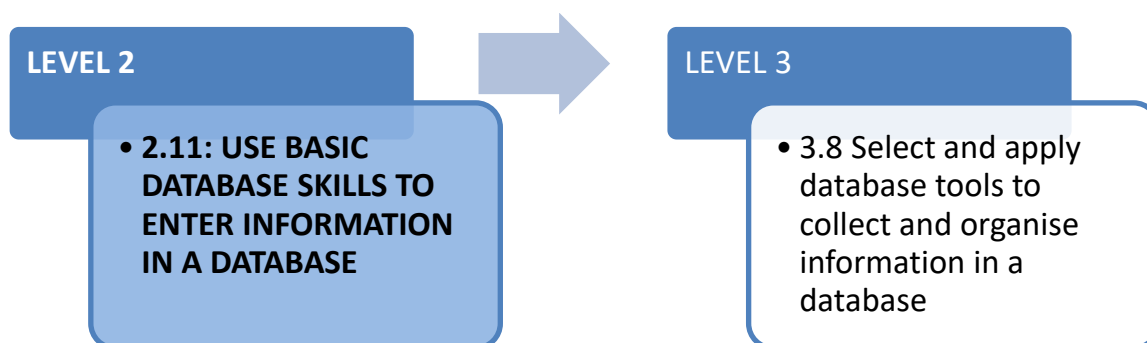 LEVEL 2
• 2.11: USE BASIC
DATABASE SKILLS TO
ENTER INFORMATION
IN A DATABASE
LEVEL 3
• 3.8 Select and apply
database tools to
collect and organise
information in a
database